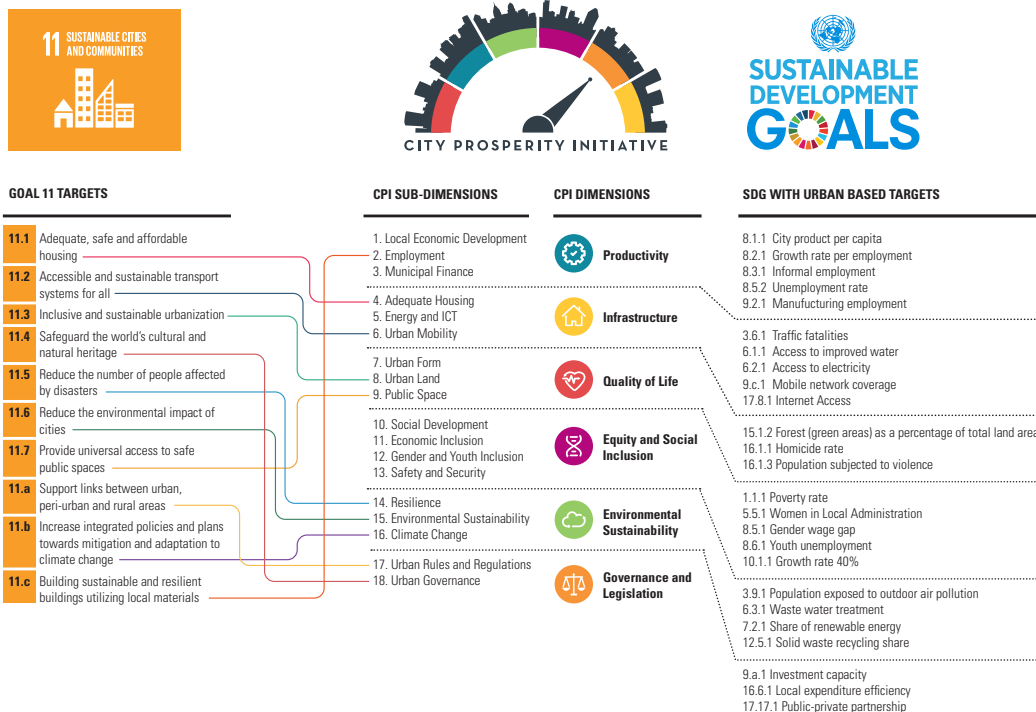 11 SUSTAINABLE CITIES
AND COMMUNITIES
CITY PROSPERITY INITIATIVE
SUSTAINABLE
DEVELOPMENT
GOALS
GOAL 11 TARGETS
11.1 Adequate, safe and affordable
housing
11.2 Accessible and sustainable transport
systems for all
11.3 Inclusive and sustainable urbanization
11.4 Safeguard the world's cultural and
natural heritage
11.5 Reduce the number of people affected
by disasters
11.6 Reduce the environmental impact of
cities
11.7 Provide universal access to safe
public spaces
11.a Support links between urban,
peri-urban and rural areas
11.b Increase integrated policies and plans
towards mitigation and adaptation to
climate change
11.c Building sustainable and resilient
buildings utilizing local materials
CPI SUB-DIMENSIONS
1. Local Economic Development
2. Employment
3. Municipal Finance
4. Adequate Housing
5. Energy and ICT
6. Urban Mobility
7. Urban Form
8. Urban Land
9. Public Space
10. Social Development
11. Economic Inclusion
12. Gender and Youth Inclusion
13. Safety and Security
14. Resilience
15. Environmental Sustainability
16. Climate Change
17. Urban Rules and Regulations
18. Urban Governance
CPI DIMENSIONS
Productivity
Infrastructure
Quality of Life
Equity and Social
Inclusion
Environmental
Sustainability
Governance and
Legislation
SDG WITH URBAN BASED TARGETS
8.1.1 City product per capita
8.2.1 Growth rate per employment
8.3.1 Informal employment
8.5.2 Unemployment rate
9.2.1 Manufucturing employment
3.6.1 Traffic fatalities
6.1.1 Access to improved water
6.2.1 Access to electricity
9.c.1 Mobile network coverage
17.8.1 Internet Access
15.1.2 Forest (green areas) as a percentage of total land area
16.1.1 Homicide rate
16.1.3 Population subjected to violence
1.1.1 Poverty rate
5.5.1 Women in Local Administration
8.5.1 Gender wage gap
8.6.1 Youth unemployment
10.1.1 Growth rate 40%
3.9.1 Population exposed to outdoor air pollution
6.3.1 Waste water treatment
7.2.1 Share of renewable energy
12.5.1 Solid waste recycling share
9.a.1 Investment capacity
16.6.1 Local expenditure efficiency
17.17.1 Public-private partnership